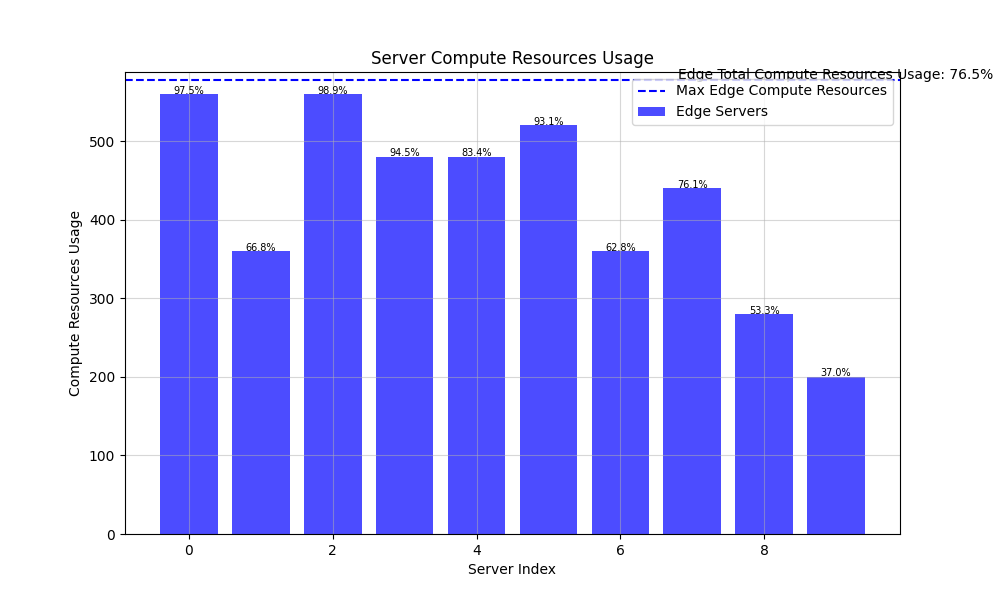 Server Compute Resources Usage
Edge Total Compute Resources Usage: 76.5%
Max Edge Compute Resources
Edge Servers
97.5%
66.8%
98.9%
94.5%
83.4%
93.1%
62.8%
76.1%
53.3%
37.0%
Compute Resources Usage
500
400
300
200
100
0
0 2 4 6 8
Server Index